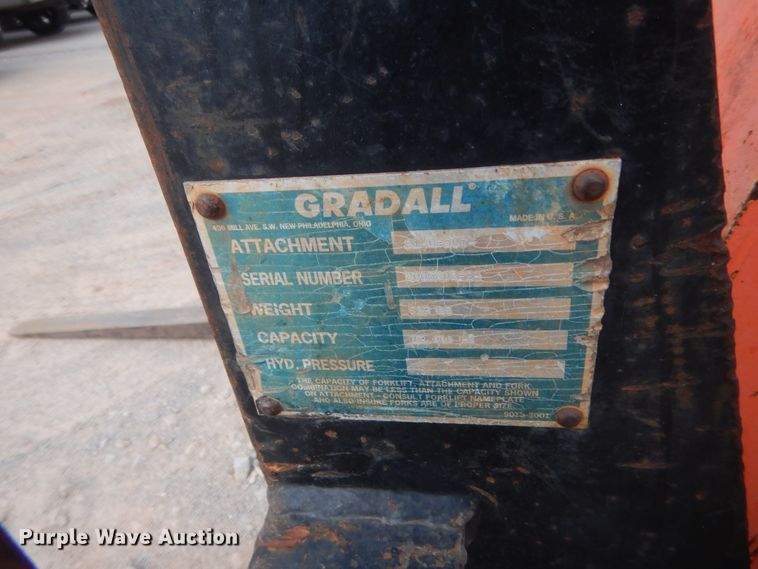 GRADALL®
406 MILL AVE. S.W. NEW PHILADELPHIA, OHIO
MADE IN U.S.A.
ATTACHMENT
SERIAL NUMBER
WEIGHT
CAPACITY
HYD. PRESSURE
THE CAPACITY OF FORKLIFT, ATTACHMENT AND FORK
COMBINATION MAY BE LESS THAN THE CAPACITY SHOWN
ON ATTACHMENT - CONSULT FORKLIFT NAMEPLATE
AND ALSO INSURE FORKS ARE OF PROPER SIZE.
Purple Wave Auction